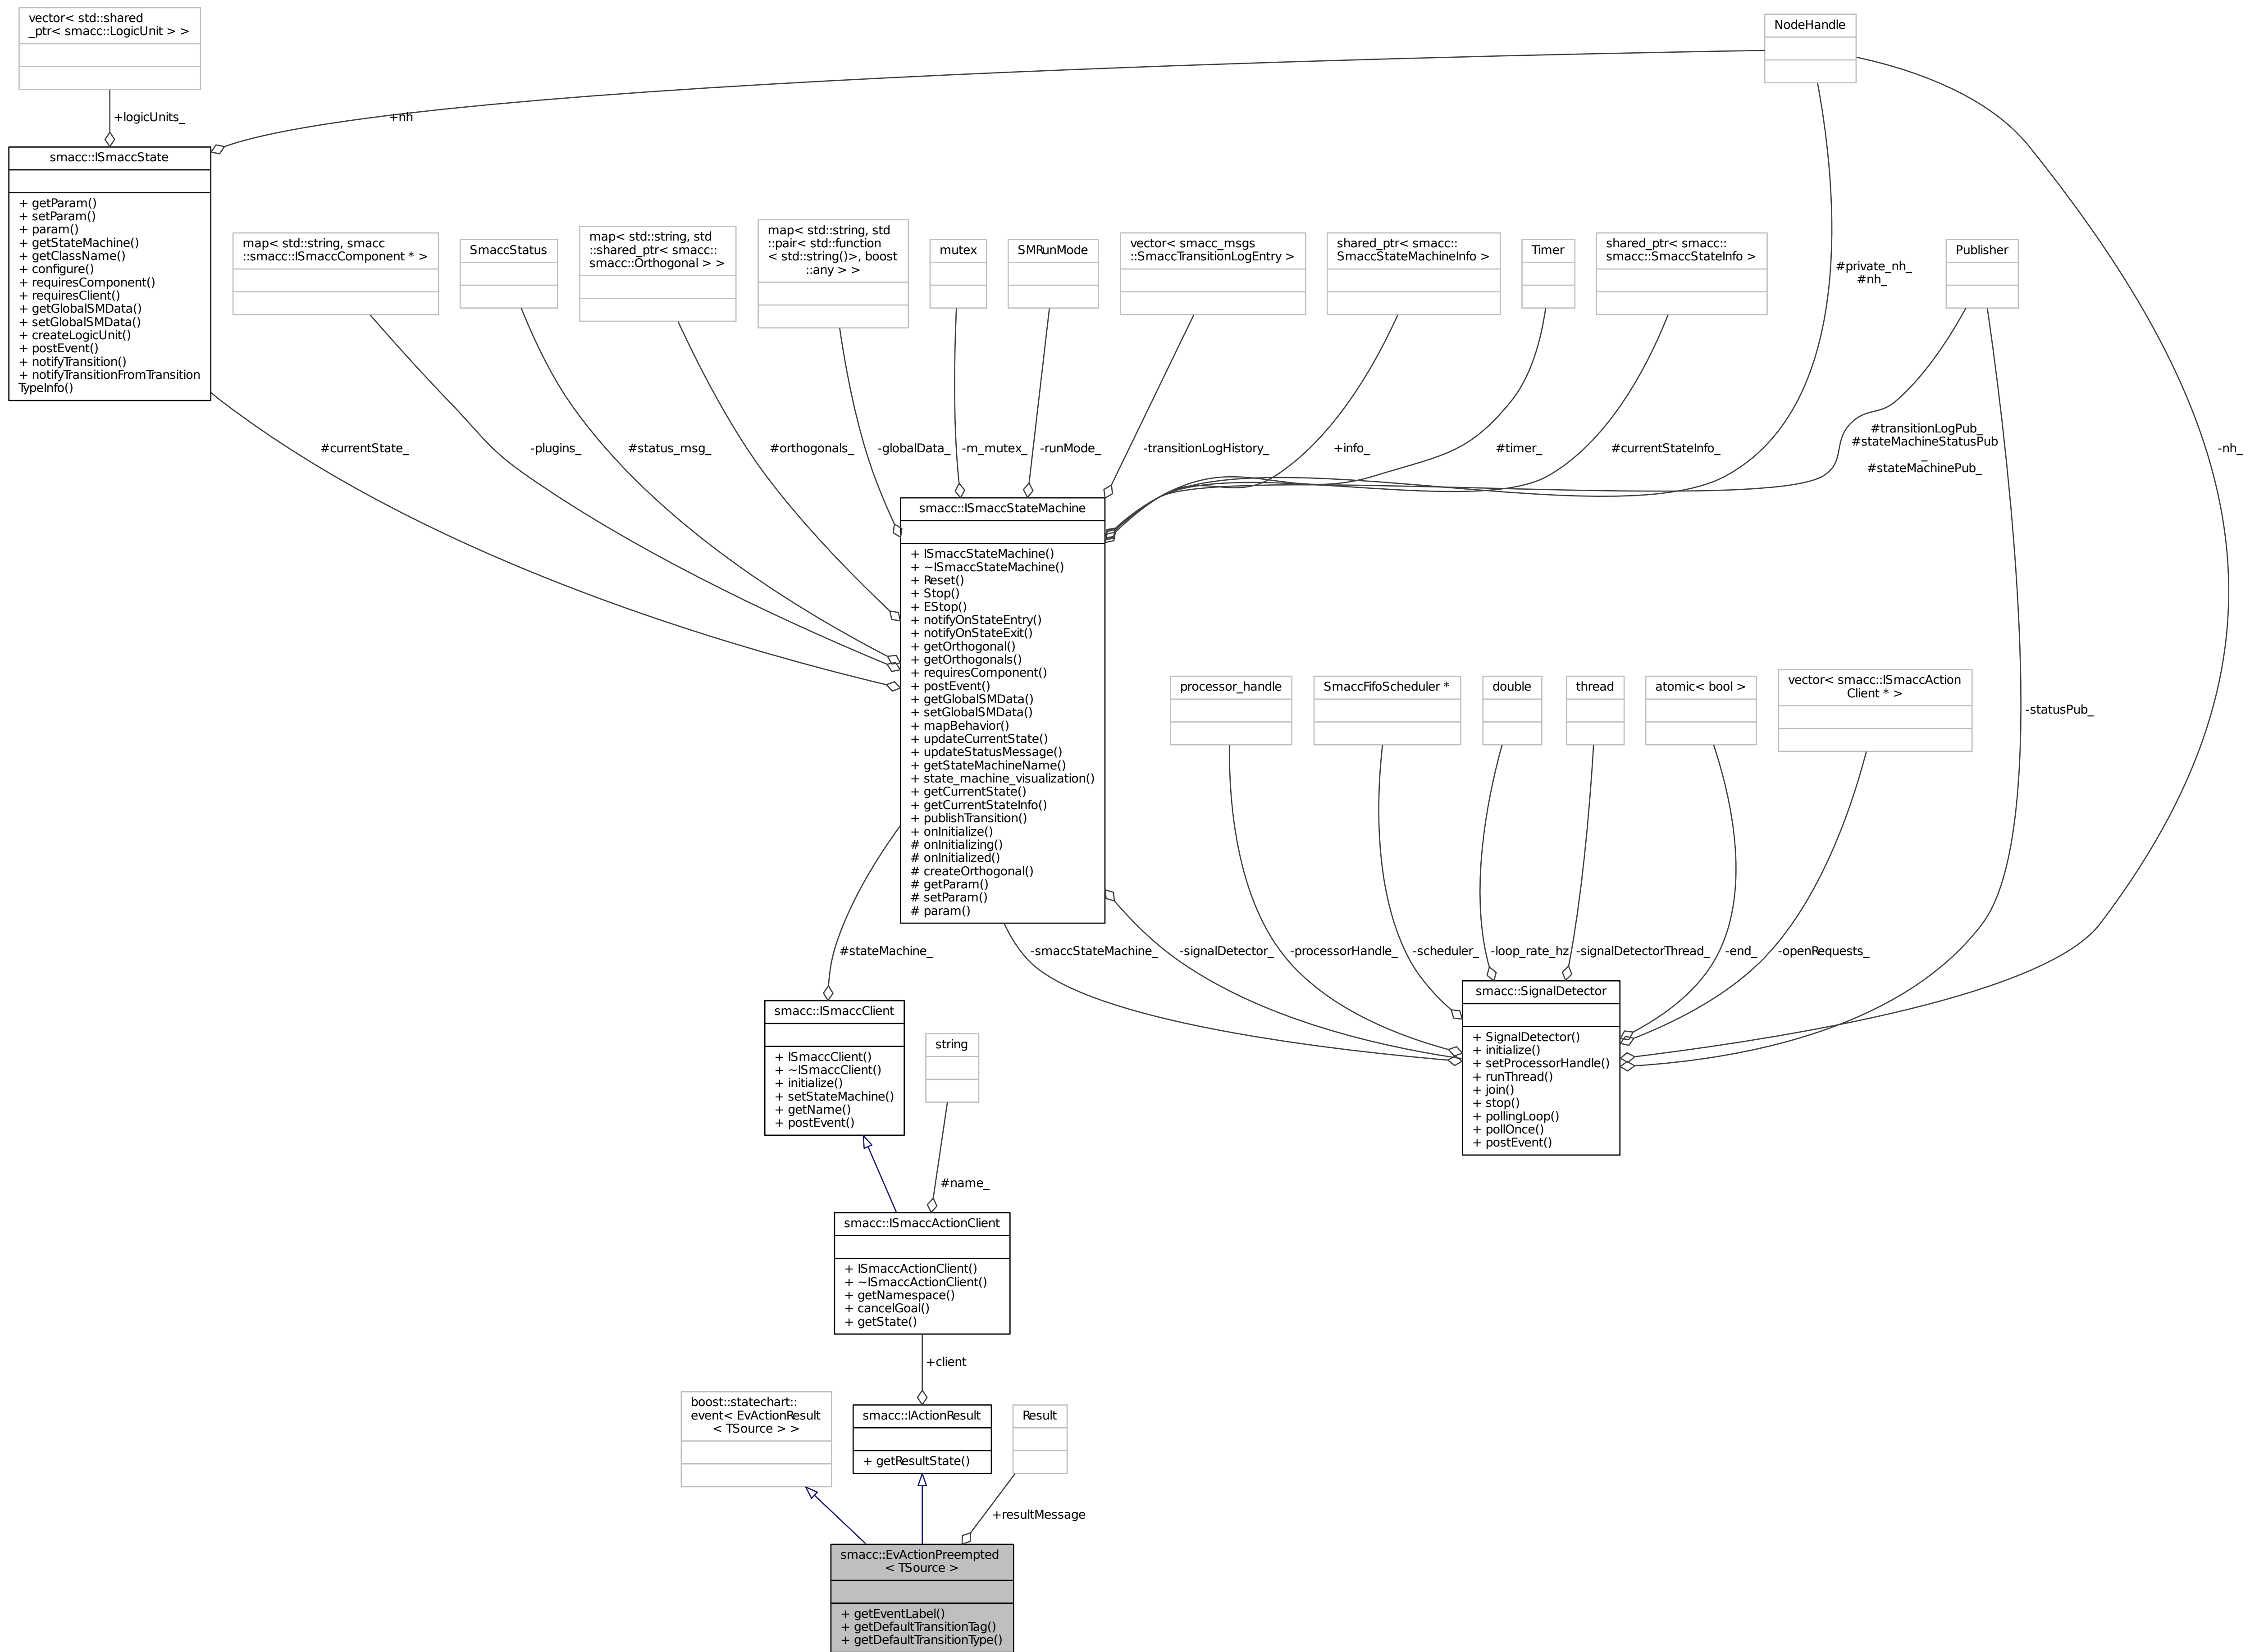 vector< std::shared
_ptr< smacc::LogicUnit > >
NodeHandle
+logicUnits_
+nh
smacc::ISmaccState
+ getParam()
+ setParam()
+ param()
+ getStateMachine()
+ getClassName()
+ configure()
+ requiresComponent()
+ requiresClient()
+ getGlobalSMData()
+ setGlobalSMData()
+ createLogicUnit()
+ postEvent()
+ notifyTransition()
+ notifyTransitionFromTransition
TypeInfo()
map< std::string, smacc
::smacc::ISmaccComponent * >
SmaccStatus
map< std::string, std
::shared_ptr< smacc::
smacc::Orthogonal > >
map< std::string, std
::pair< std::function
< std::string()>, boost
::any > >
mutex
SMRunMode
vector< smacc_msgs
::SmaccTransitionLogEntry >
shared_ptr< smacc::
SmaccStateMachineInfo >
Timer
shared_ptr< smacc::
smacc::SmaccStateInfo >
#private_nh_
#nh_
Publisher
#currentState_
-plugins_
#status_msg_
#orthogonals_
-globalData_
-m_mutex_
-runMode_
-transitionLogHistory_
+info_
#timer_
#currentStateInfo_
#transitionLogPub_
#stateMachineStatusPub
_
#stateMachinePub_
-nh_
smacc::ISmaccStateMachine
+ ISmaccStateMachine()
+ ~ISmaccStateMachine()
+ Reset()
+ Stop()
+ EStop()
+ notifyOnStateEntry()
+ notifyOnStateExit()
+ getOrthogonal()
+ getOrthogonals()
+ requiresComponent()
+ postEvent()
+ getGlobalSMData()
+ setGlobalSMData()
+ mapBehavior()
+ updateCurrentState()
+ updateStatusMessage()
+ getStateMachineName()
+ state_machine_visualization()
+ getCurrentState()
+ getCurrentStateInfo()
+ publishTransition()
+ onInitialize()
# onInitializing()
# onInitialized()
# createOrthogonal()
# getParam()
# setParam()
# param()
processor_handle
SmaccFifoScheduler *
double
thread
atomic< bool >
vector< smacc::ISmaccAction
Client * >
-statusPub_
#stateMachine_
-smaccStateMachine_
-signalDetector_
-processorHandle_
-scheduler_
-loop_rate_hz
-signalDetectorThread_
-end_
-openRequests_
smacc::SignalDetector
+ SignalDetector()
+ initialize()
+ setProcessorHandle()
+ runThread()
+ join()
+ stop()
+ pollingLoop()
+ pollOnce()
+ postEvent()
smacc::ISmaccClient
+ ISmaccClient()
+ ~ISmaccClient()
+ initialize()
+ setStateMachine()
+ getName()
+ postEvent()
string
#name_
smacc::ISmaccActionClient
+ ISmaccActionClient()
+ ~ISmaccActionClient()
+ getNamespace()
+ cancelGoal()
+ getState()
+client
boost::statechart::
event< EvActionResult
< TSource > >
smacc::IActionResult
+ getResultState()
Result
+resultMessage
smacc::EvActionPreempted
< TSource >
+ getEventLabel()
+ getDefaultTransitionTag()
+ getDefaultTransitionType()